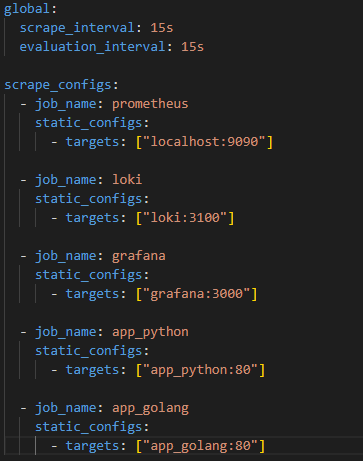 global:
  scrape_interval: 15s
  evaluation_interval: 15s

scrape_configs:
  - job_name: prometheus
    static_configs:
      - targets: ["localhost:9090"]

  - job_name: loki
    static_configs:
      - targets: ["loki:3100"]

  - job_name: grafana
    static_configs:
      - targets: ["grafana:3000"]

  - job_name: app_python
    static_configs:
      - targets: ["app_python:80"]

  - job_name: app_golang
    static_configs:
      - targets: ["app_golang:80"]